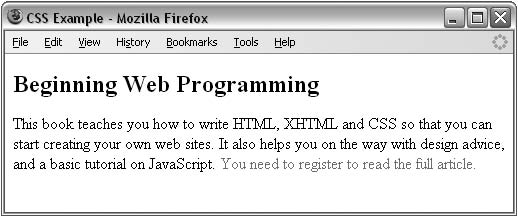 CSS Example - Mozilla Firefox
File Edit View History Bookmarks Tools Help
Beginning Web Programming
This book teaches you how to write HTML, XHTML and CSS so that you can
start creating your own web sites. It also helps you on the way with design advice,
and a basic tutorial on JavaScript. You need to register to read the full article.